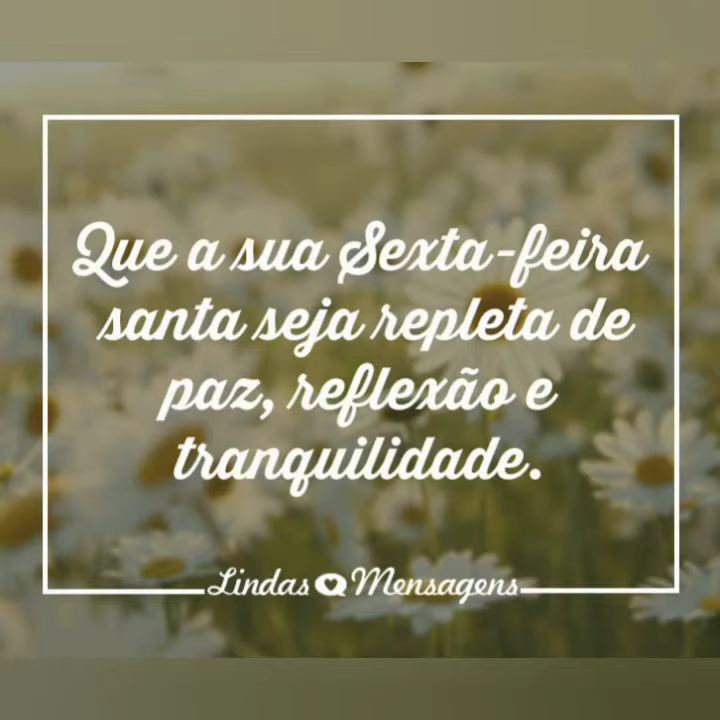 Que a sua Sexta-feira
santa seja repleta de
paz, reflexão e
tranquilidade.
Lindas Mensagens